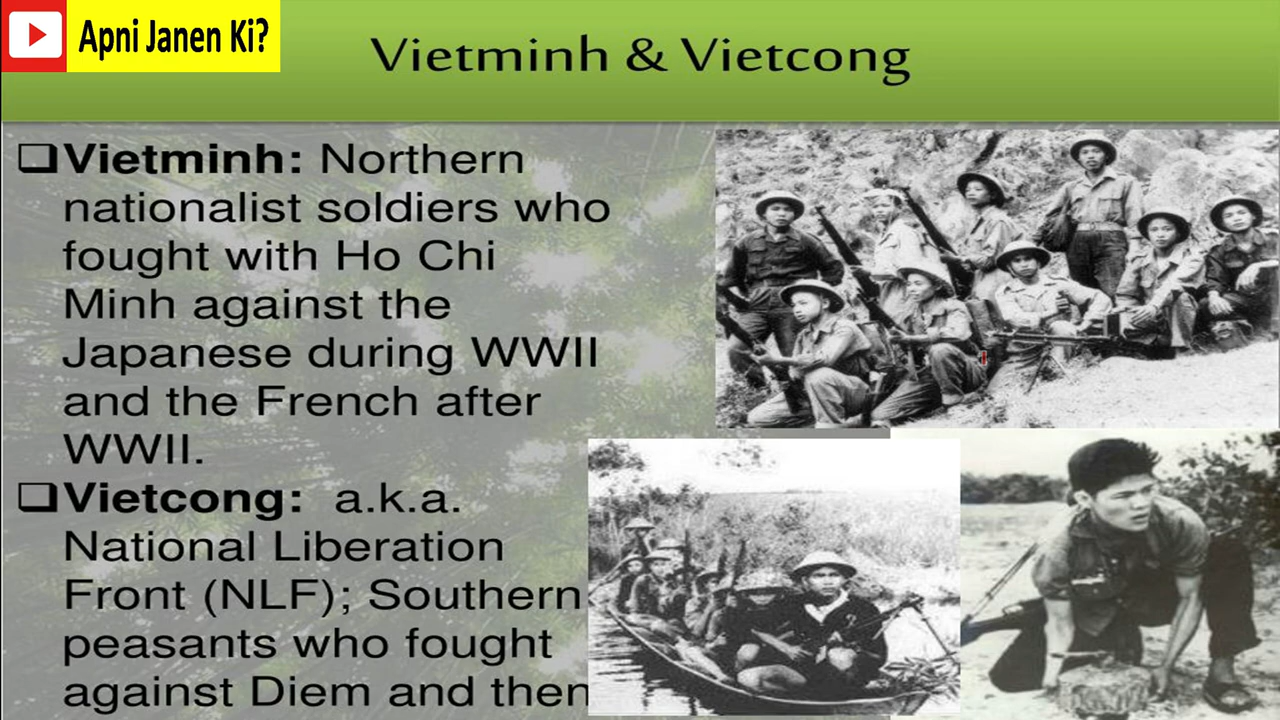 Apni Janen Ki?
Vietminh & Vietcong
❑Vietminh: Northern
nationalist soldiers who
fought with Ho Chi
Minh against the
Japanese during WWII
and the French after
WWII.
❑Vietcong: a.k.a.
National Liberation
Front (NLF); Southern
peasants who fought
against Diem and then